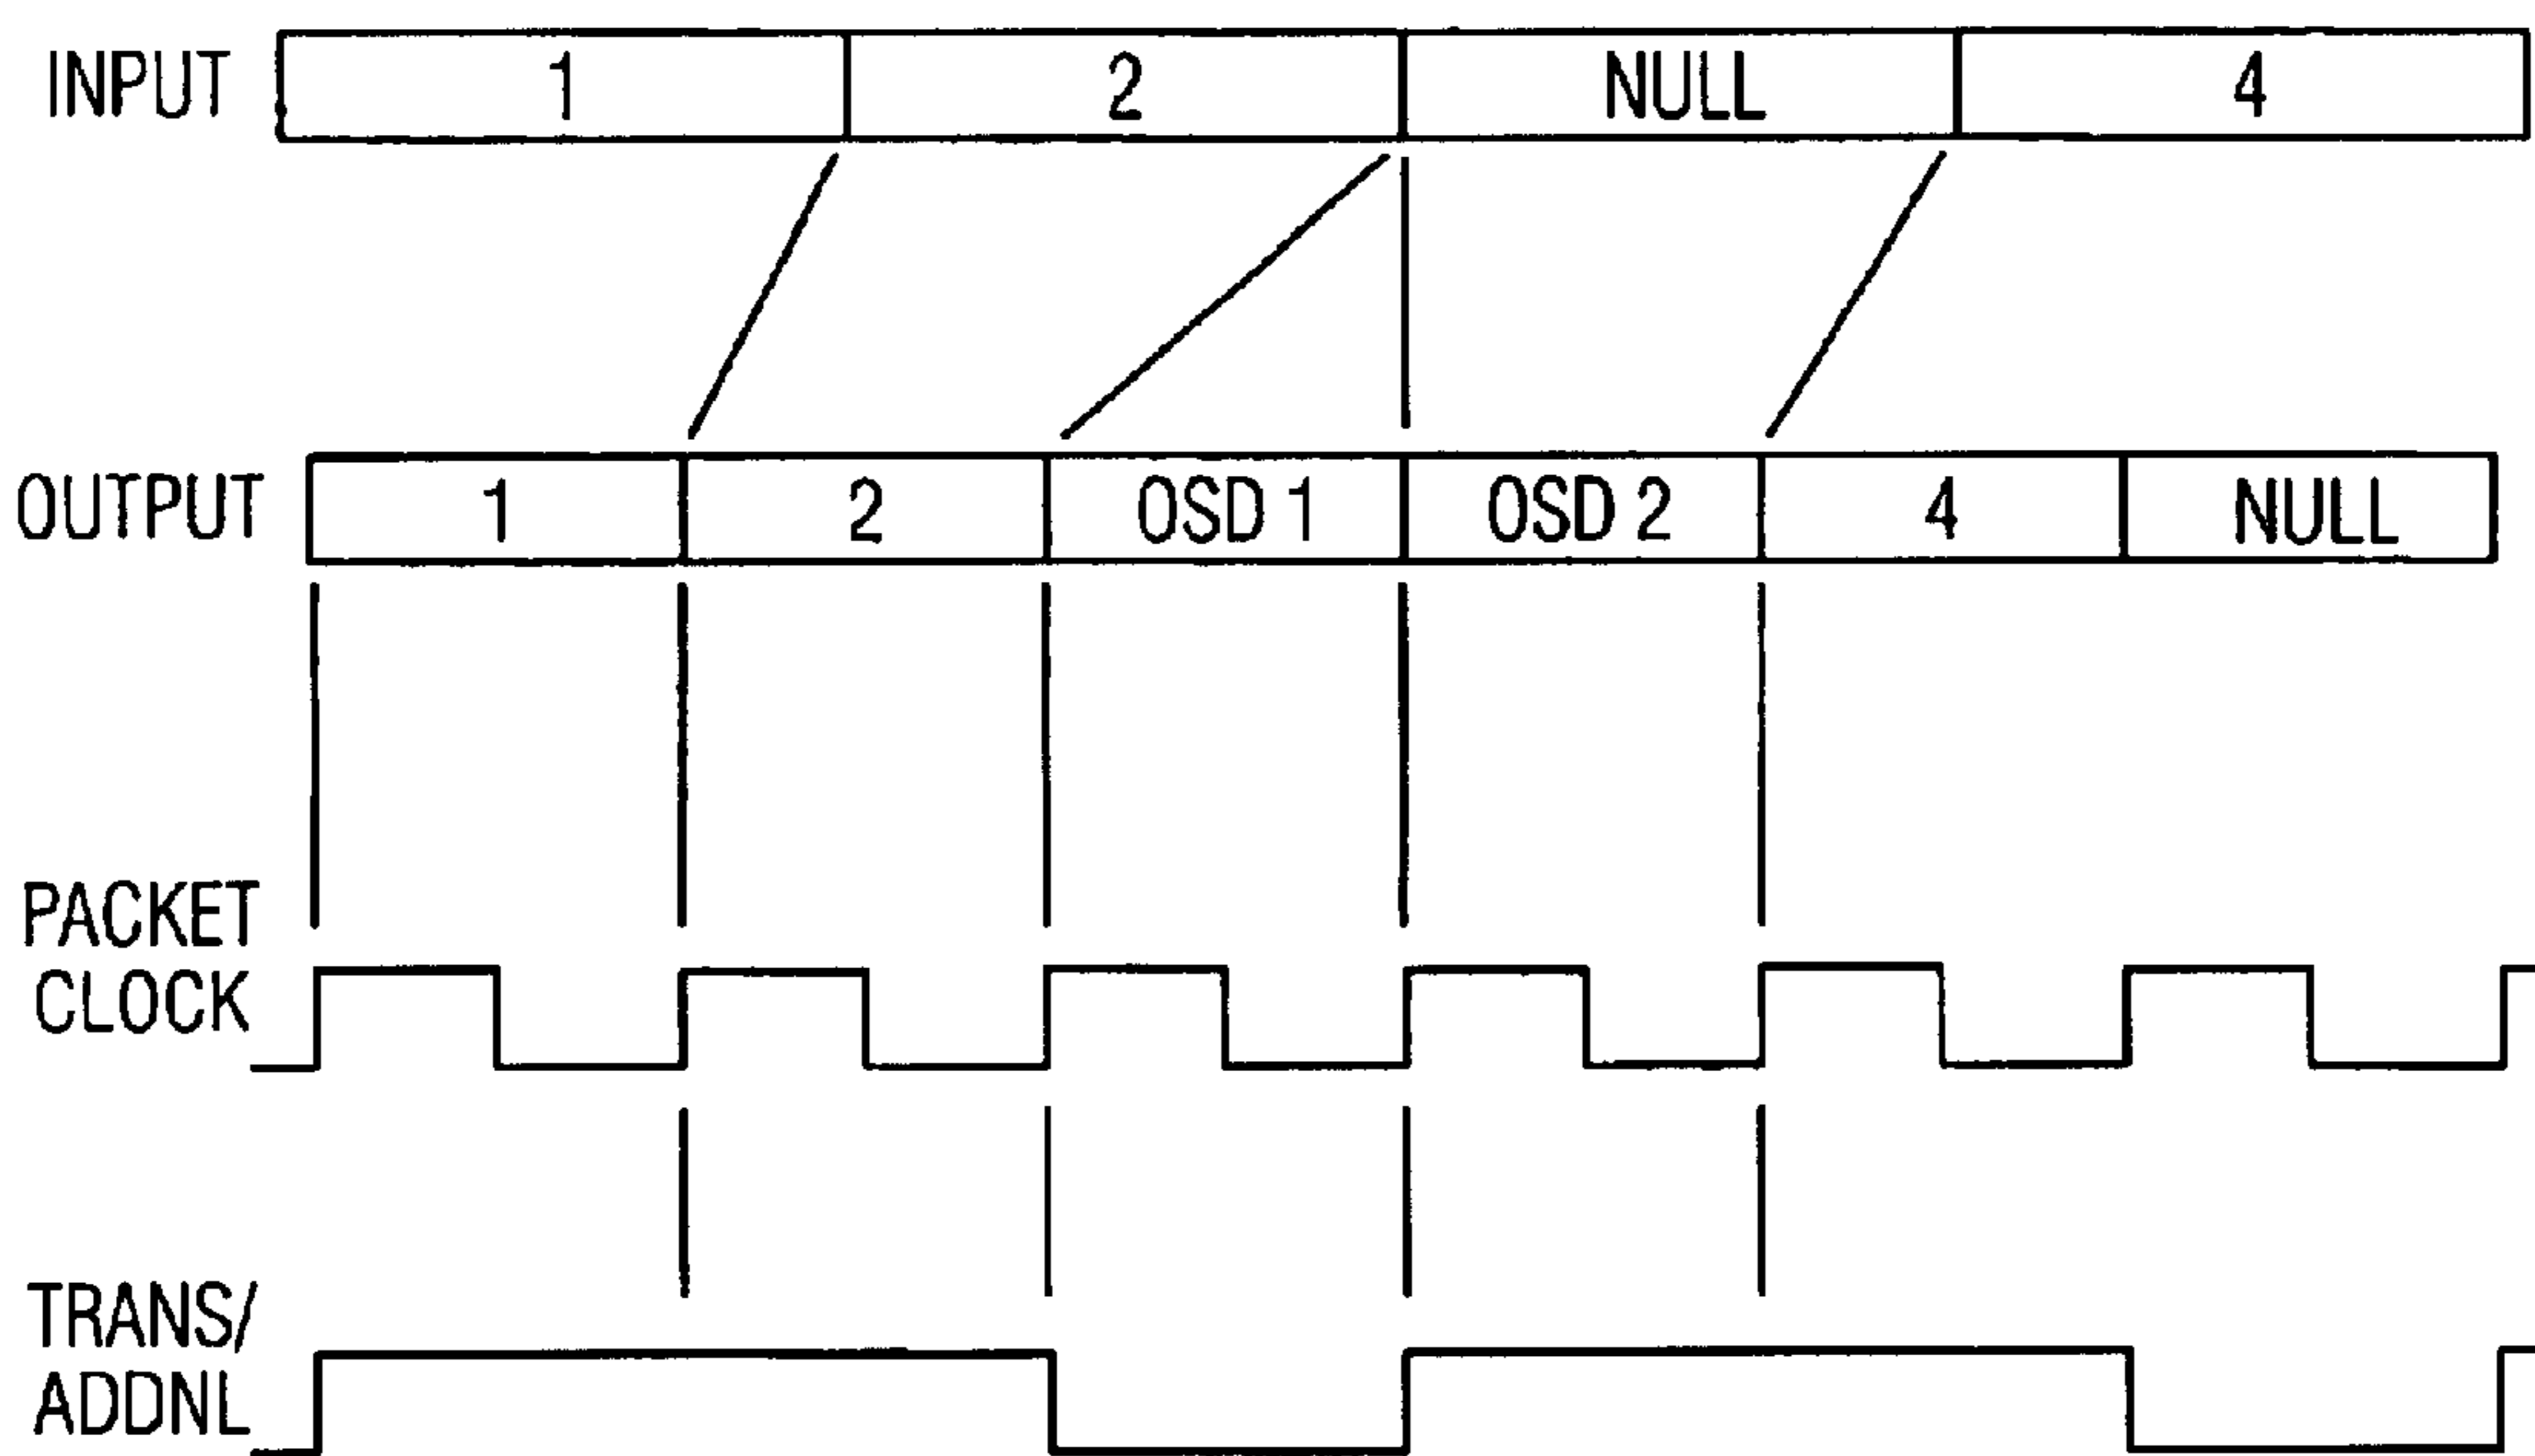 INPUT 1 2 NULL 4
OUTPUT 1 2 OSD 1 OSD 2 4 NULL
PACKET
CLOCK
TRANS/
ADDNL